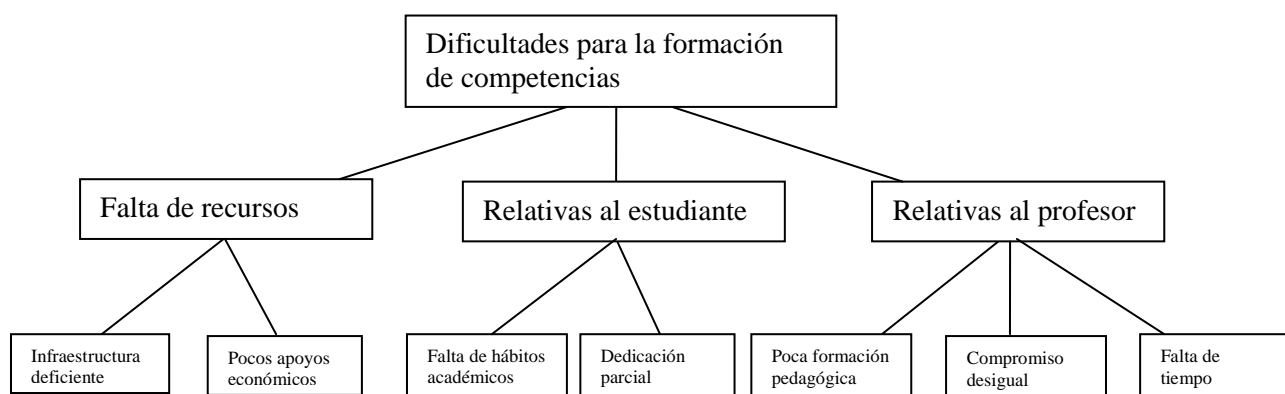 Dificultades para la formación
de competencias
Falta de recursos
Relativas al estudiante
Relativas al profesor
Infraestructura
deficiente
Pocos apoyos
económicos
Falta de hábitos
académicos
Dedicación
parcial
Poca formación
pedagógica
Compromiso
desigual
Falta de
tiempo